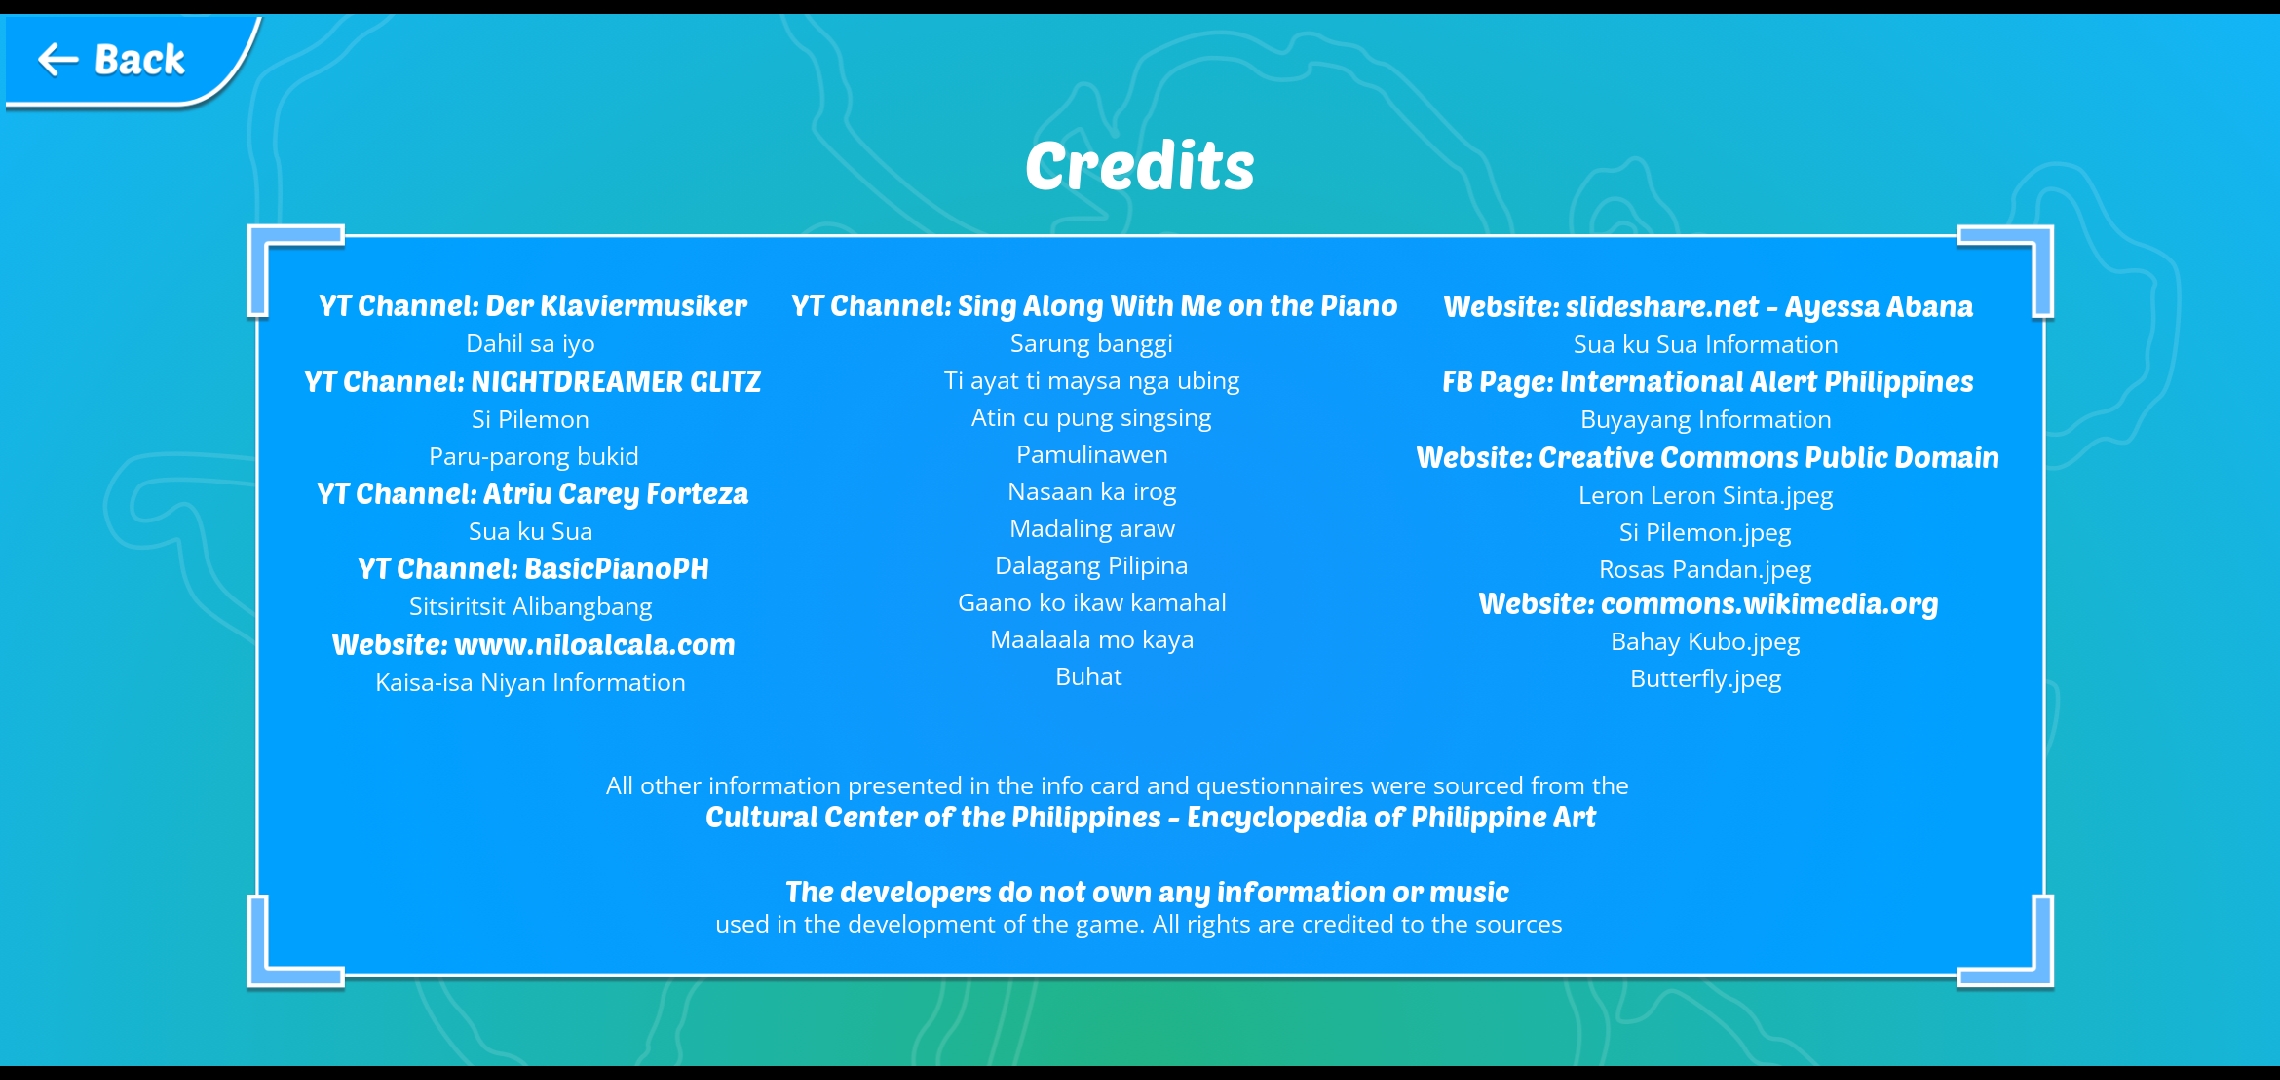 Back
Credits
YT Channel: Der Klaviermusiker
Dahil sa iyo
YT Channel: NIGHTDREAMER GLITZ
Si Pilemon
Paru-parong bukid
YT Channel: Atriu Carey Forteza
Sua ku Sua
YT Channel: BasicPianoPH
Sitsiritsit Alibangbang
Website: www.niloalcala.com
Kaisa-isa Niyan Information
YT Channel: Sing Along With Me on the Piano
Sarung banggi
Ti ayat ti maysa nga ubing
Atin cu pung singsing
Pamulinawen
Nasaan ka irog
Madaling araw
Dalagang Pilipina
Gaano ko ikaw kamahal
Maalaala mo kaya
Buhat
Website: slideshare.net - Ayessa Abana
Sua ku Sua Information
FB Page: International Alert Philippines
Buyayang Information
Website: Creative Commons Public Domain
Leron Leron Sinta.jpeg
Si Pilemon.jpeg
Rosas Pandan.jpeg
Website: commons.wikimedia.org
Bahay Kubo.jpeg
Butterfly.jpeg
All other information presented in the info card and questionnaires were sourced from the
Cultural Center of the Philippines - Encyclopedia of Philippine Art
The developers do not own any information or music
used in the development of the game. All rights are credited to the sources